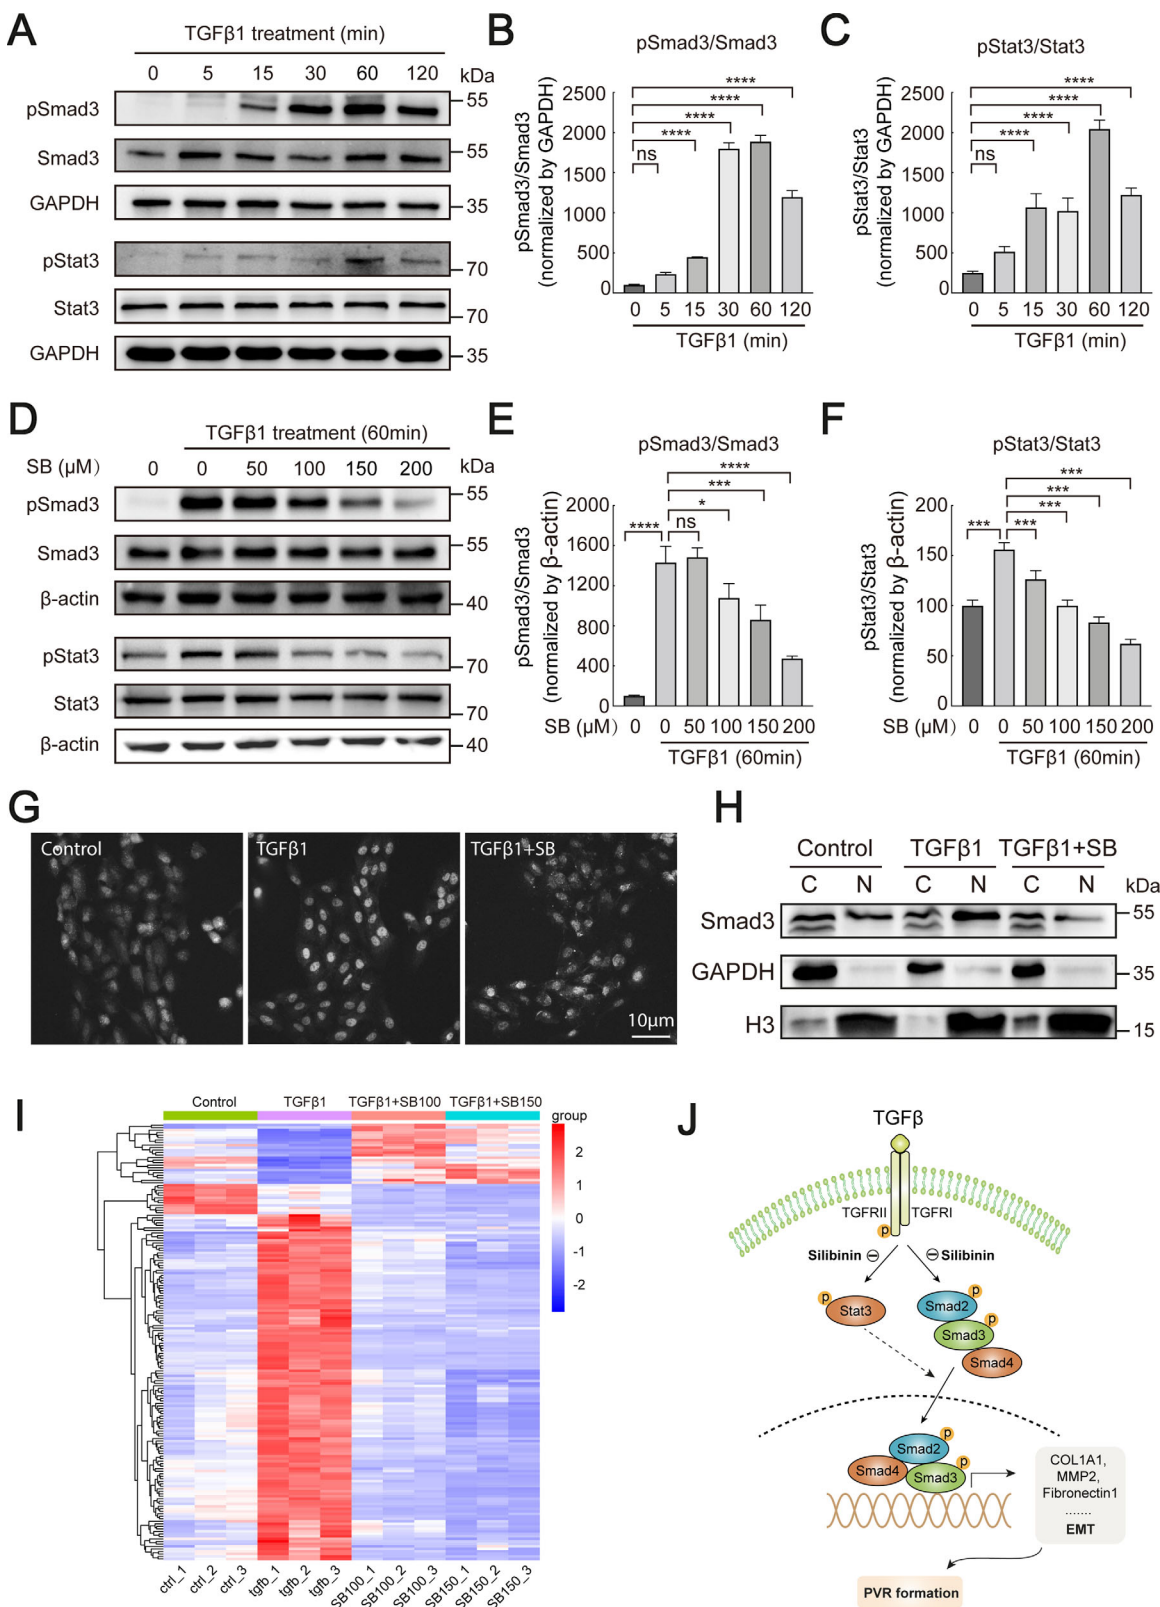 A
TGFβ1 treatment (min)
0 5 15 30 60 120 kDa
pSmad3
55
Smad3
55
GAPDH
35
pStat3
70
Stat3
70
GAPDH
35
B
pSmad3/Smad3
pSmad3/Smad3
(normalized by GAPDH)
2500
2000
1500
1000
500
0
****
****
****
****
ns
0 5 15 30 60 120
TGFβ1 (min)
C
pStat3/Stat3
pStat3/Stat3
(normalized by GAPDH)
2500
2000
1500
1000
500
0
****
****
****
****
ns
0 5 15 30 60 120
TGFβ1 (min)
D
TGFβ1 treatment (60min)
SB (μM) 0 0 50 100 150 200 kDa
pSmad3
55
Smad3
55
β-actin
40
pStat3
70
Stat3
70
β-actin
40
E
pSmad3/Smad3
pSmad3/Smad3
(normalized by β-actin)
2000
1600
1200
800
400
0
****
***
*
**** ns
SB (μM) 0 0 50 100 150 200
TGFβ1 (60min)
F
pStat3/Stat3
pStat3/Stat3
(normalized by β-actin)
200
150
100
50
0
***
***
***
*** ***
SB (μM) 0 0 50 100 150 200
TGFβ1 (60min)
G
Control
TGFβ1
TGFβ1+SB
10μm
H
Control TGFβ1 TGFβ1+SB
C N C N C N kDa
Smad3
55
GAPDH
35
H3
15
I
Control TGFβ1 TGFβ1+SB100 TGFβ1+SB150
group
2
1
0
-1
-2
ctrl_1 ctrl_2 ctrl_3 tgfb_1 tgfb_2 tgfb_3 SB100_1 SB100_2 SB100_3 SB150_1 SB150_2 SB150_3
J
TGFβ
TGFRII TGFRI
p
Silibinin Silibinin
p
Stat3
Smad2
p
Smad3
p
Smad4
Smad2
p
Smad4
Smad3
p
COL1A1,
MMP2,
Fibronectin1
.......
EMT
PVR formation